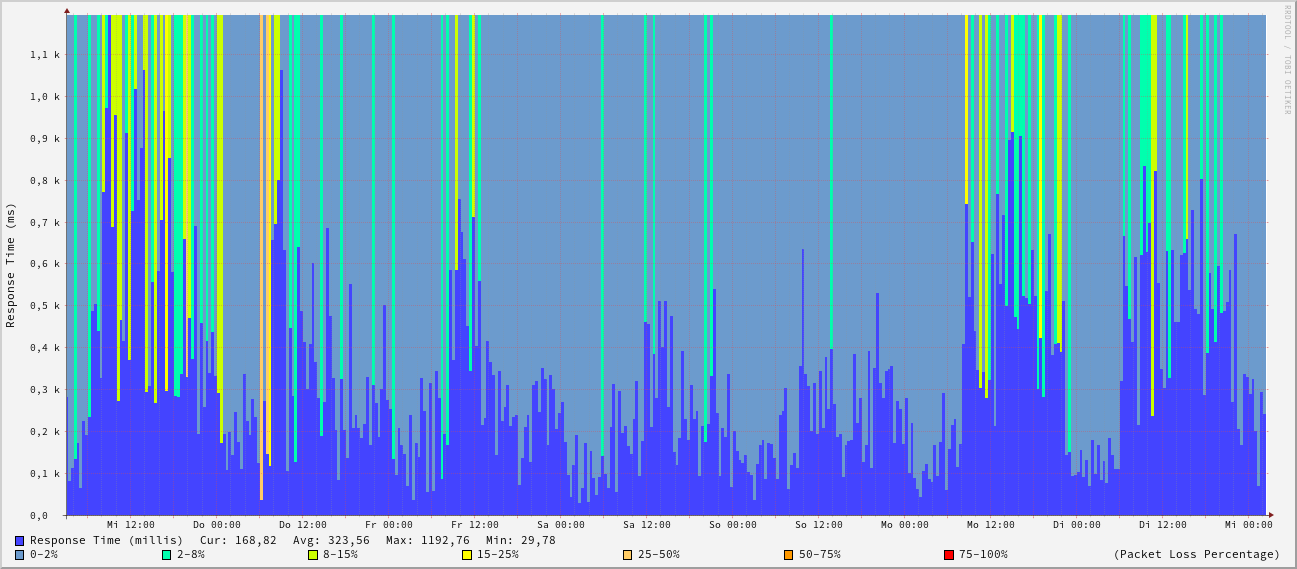 RRDTOOL / TOBI OETIKER
Response Time (ms)
1,1 k
1,0 k
0,9 k
0,8 k
0,7 k
0,6 k
0,5 k
0,4 k
0,3 k
0,2 k
0,1 k
0,0
Mi 12:00 Do 00:00 Do 12:00 Fr 00:00 Fr 12:00 Sa 00:00 Sa 12:00 So 00:00 So 12:00 Mo 00:00 Mo 12:00 Di 00:00 Di 12:00 Mi 00:00
Response Time (millis) Cur: 168,82 Avg: 323,56 Max: 1192,76 Min: 29,78
0-2% 2-8% 8-15% 15-25% 25-50% 50-75% 75-100% (Packet Loss Percentage)